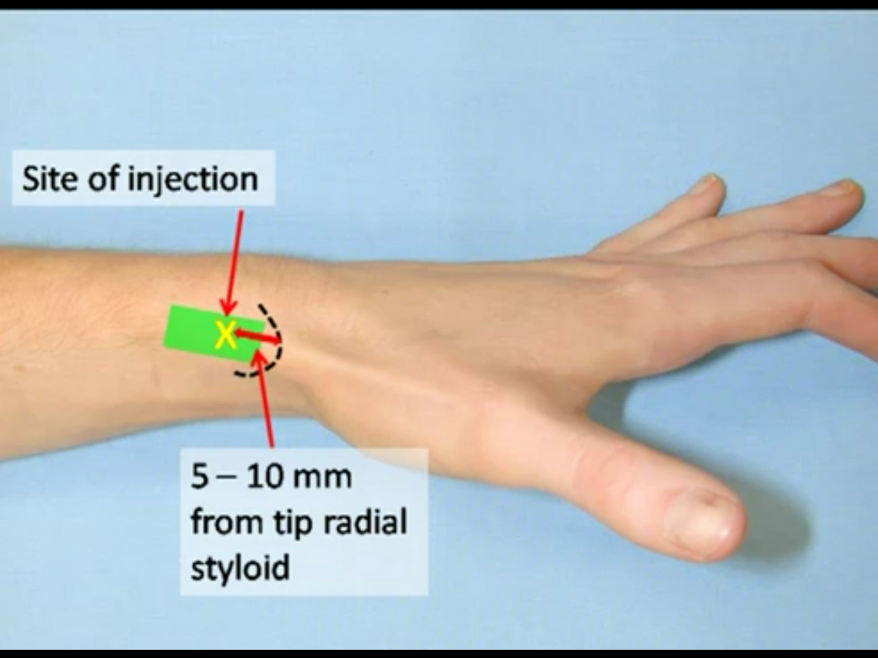 Site of injection
X
5 – 10 mm
from tip radial
styloid